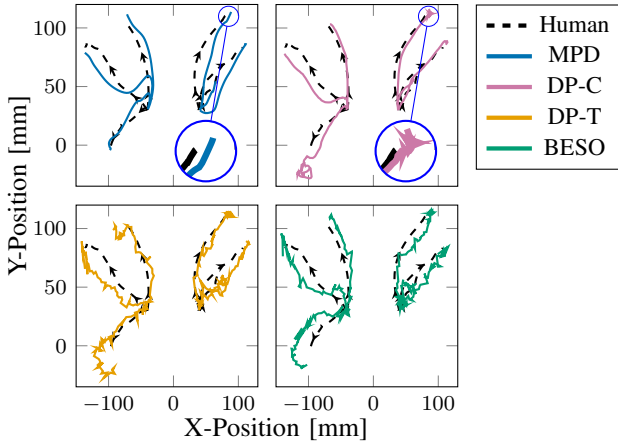 Human
MPD
DP-C
DP-T
BESO
100
50
0
100
50
0
−100
0
100
−100
0
100
Y-Position [mm]
X-Position [mm]